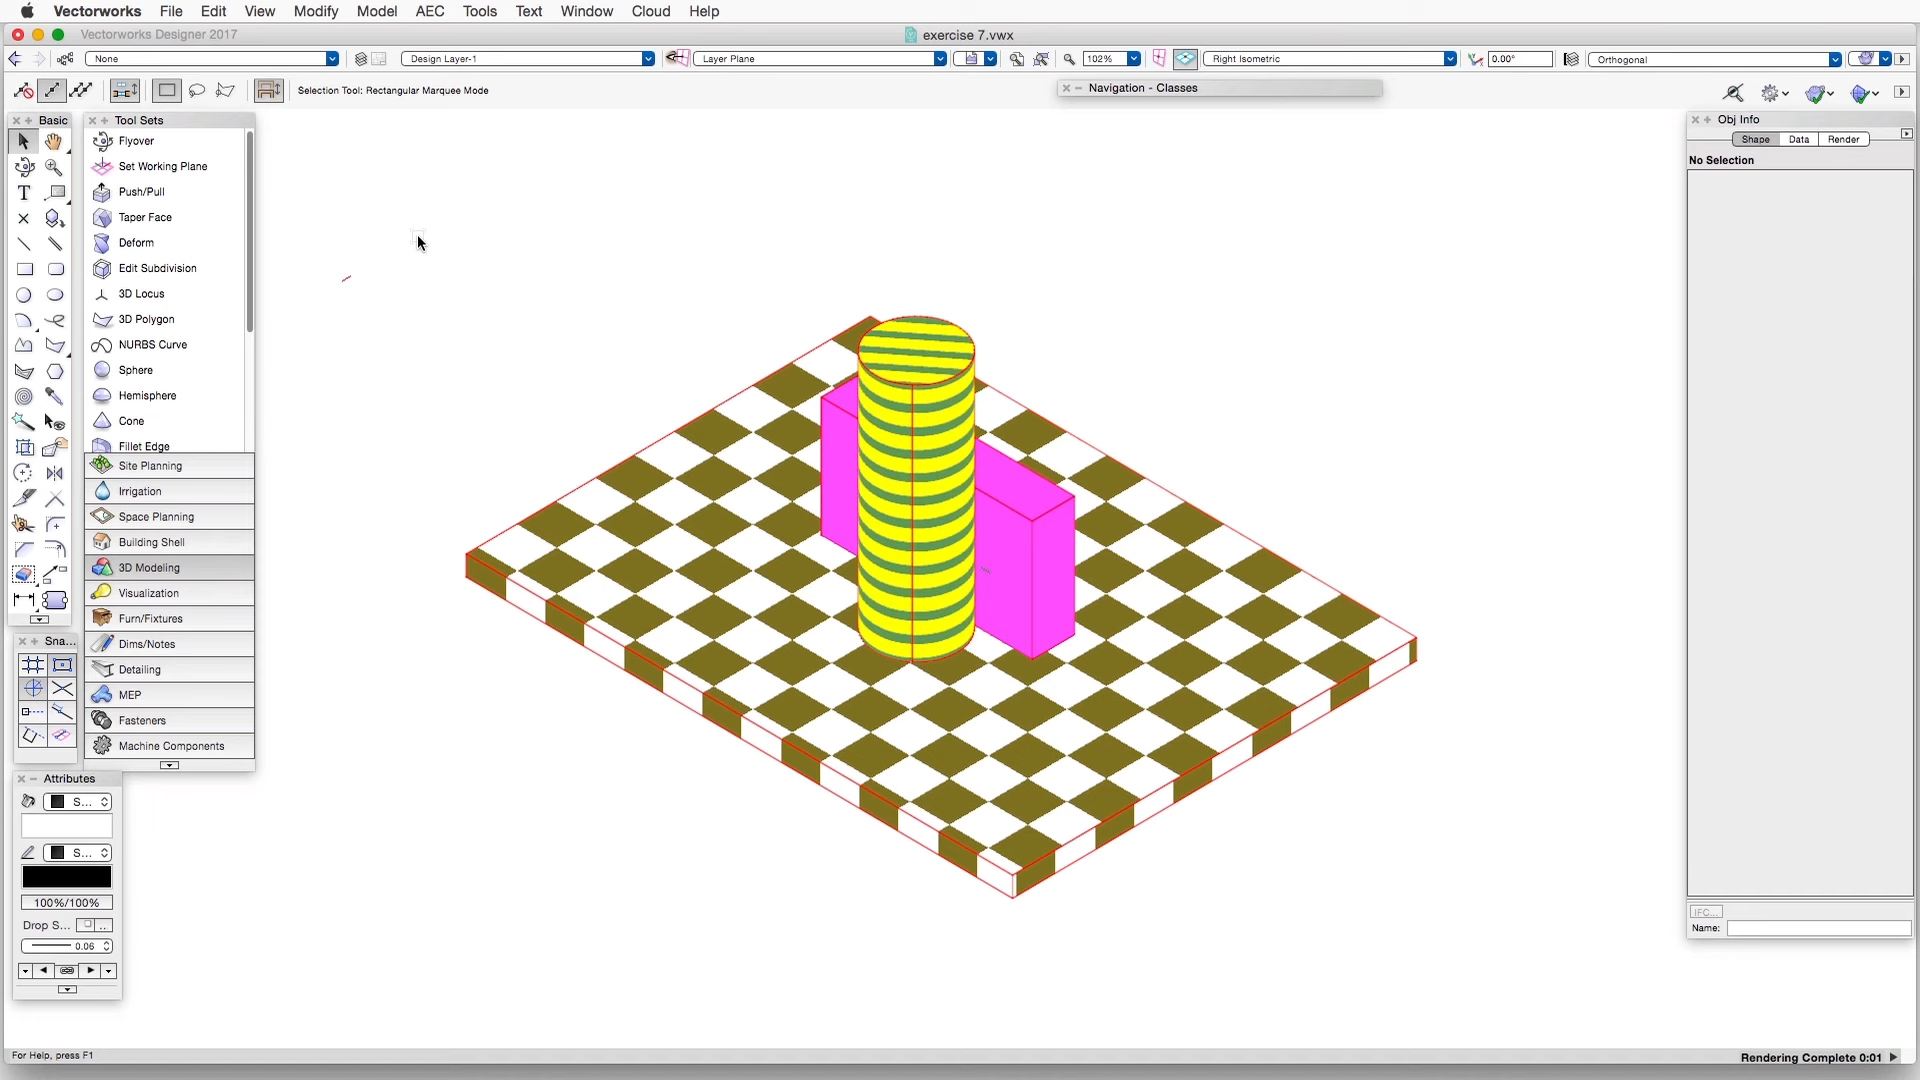 Vectorworks File Edit View Modify Model AEC Tools Text Window Cloud Help
Vectorworks Designer 2017
exercise 7.vwx
None Design Layer-1 Layer Plane 102% Right Isometric 0.00° Orthogonal
Selection Tool: Rectangular Marquee Mode
Navigation - Classes
Basic
Tool Sets
Flyover
Set Working Plane
Push/Pull
Taper Face
Deform
Edit Subdivision
3D Locus
3D Polygon
NURBS Curve
Sphere
Hemisphere
Cone
Fillet Edge
Site Planning
Irrigation
Space Planning
Building Shell
3D Modeling
Visualization
Furn/Fixtures
Dims/Notes
Detailing
MEP
Fasteners
Machine Components
Sna...
Attributes
S...
S...
100%/100%
Drop S... ...
0.06
Obj Info
Shape Data Render
No Selection
IFC...
Name:
For Help, press F1
Rendering Complete 0:01